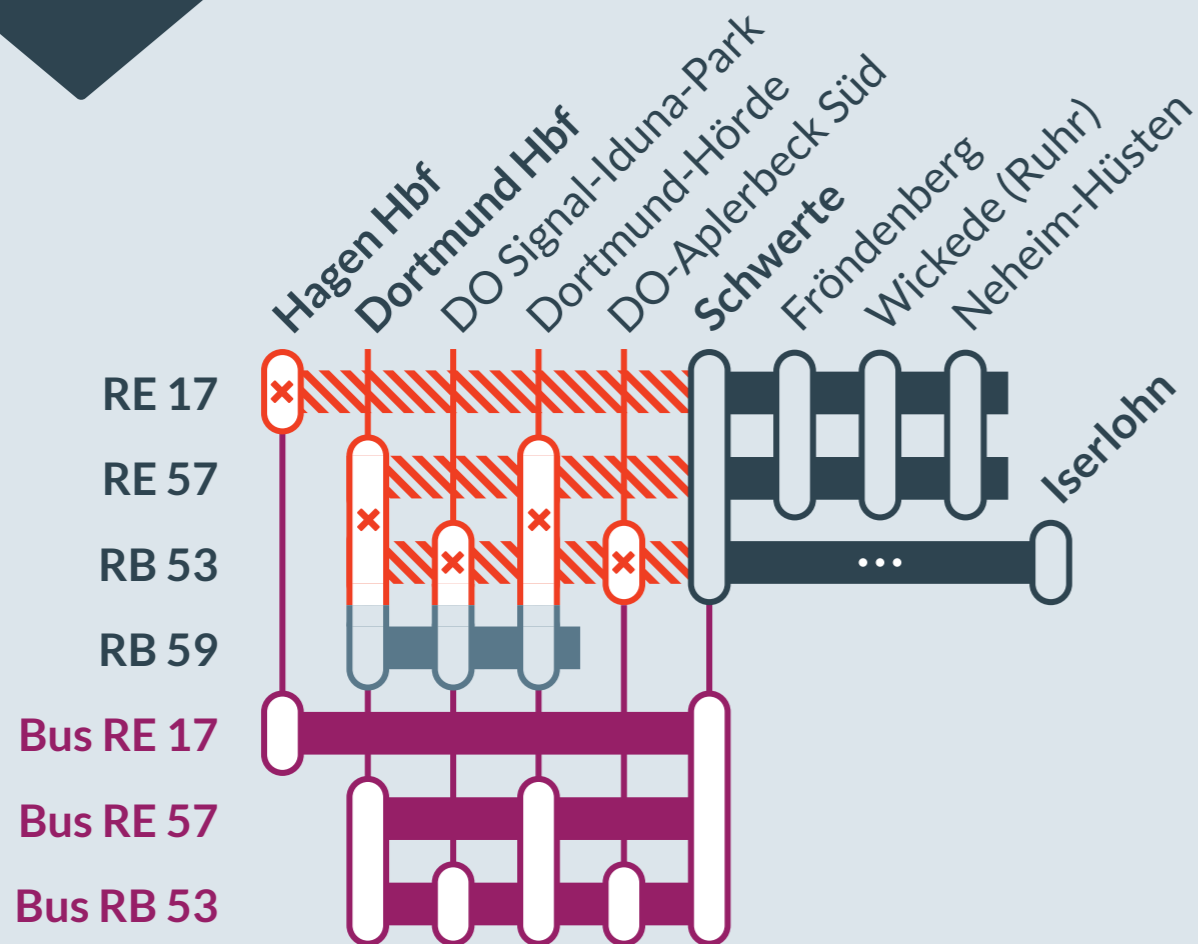 Hagen Hbf
Dortmund Hbf
DO Signal-Iduna-Park
Dortmund-Hörde
DO-Aplerbeck Süd
Schwerte
Fröndenberg
Wickede (Ruhr)
Neheim-Hüsten
Iserlohn
RE 17
RE 57
RB 53
RB 59
Bus RE 17
Bus RE 57
Bus RB 53